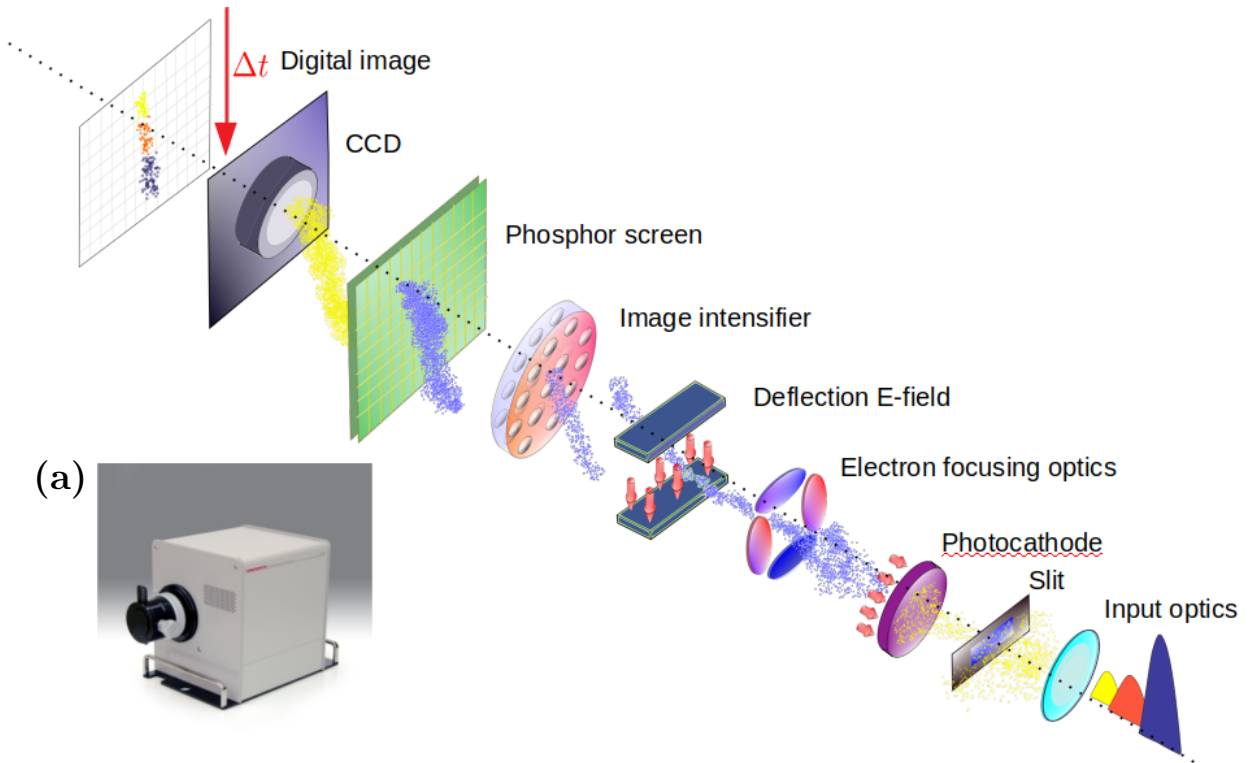 Δt Digital image
CCD
Phosphor screen
Image intensifier
Deflection E-field
Electron focusing optics
(a)
Photocathode
Slit
Input optics